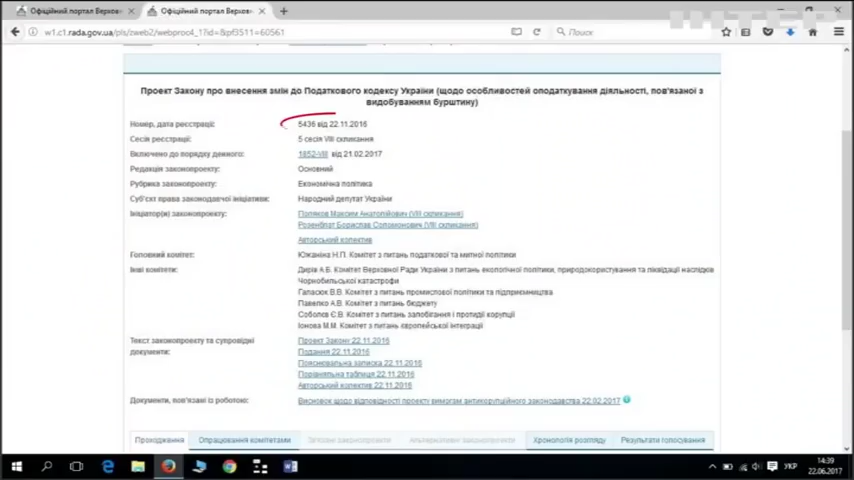 Офіційний портал Верховн
Офіційний портал Верховн
ІНТЕР
w1.c1.rada.gov.ua/pls/zweb2/webproc4_1?id=&pf3511=60561
Поиск
Проект Закону про внесення змін до Податкового кодексу України (щодо особливостей оподаткування діяльності, пов'язаної з
видобуванням бурштину)
Номер, дата реєстрації: 5436 від 22.11.2016
Сесія реєстрації: 5 сесія VIII скликання
Включено до порядку денного: 1852-VIII від 21.02.2017
Редакція законопроекту: Основний
Рубрика законопроекту: Економічна політика
Суб'єкт права законодавчої ініціативи: Народний депутат України
Ініціатор(и) законопроекту: Поляков Максим Анатолійович (VIII скликання)
Розенблат Борислав Соломонович (VIII скликання)
Авторський колектив
Головний комітет: Южаніна Н.П. Комітет з питань податкової та митної політики
Інші комітети: Дирів А.Б. Комітет Верховної Ради України з питань екологічної політики, природокористування та ліквідації наслідків
Чорнобильської катастрофи
Галасюк В.В. Комітет з питань промислової політики та підприємництва
Павелко А.В. Комітет з питань бюджету
Соболєв Є.В. Комітет з питань запобігання і протидії корупції
Іонова М.М. Комітет з питань європейської інтеграції
Текст законопроекту та супровідні документи: Проект Закону 22.11.2016
Подання 22.11.2016
Пояснювальна записка 22.11.2016
Порівняльна таблиця 22.11.2016
Авторський колектив 22.11.2016
Документи, пов'язані із роботою: Висновок щодо відповідності проекту вимогам антикорупційного законодавства 22.02.2017
Проходження Опрацювання комітетами Зв'язані законопроекти Альтернативні законопроекти Хронологія розгляду Результати голосування
УКР
14:39
22.06.2017